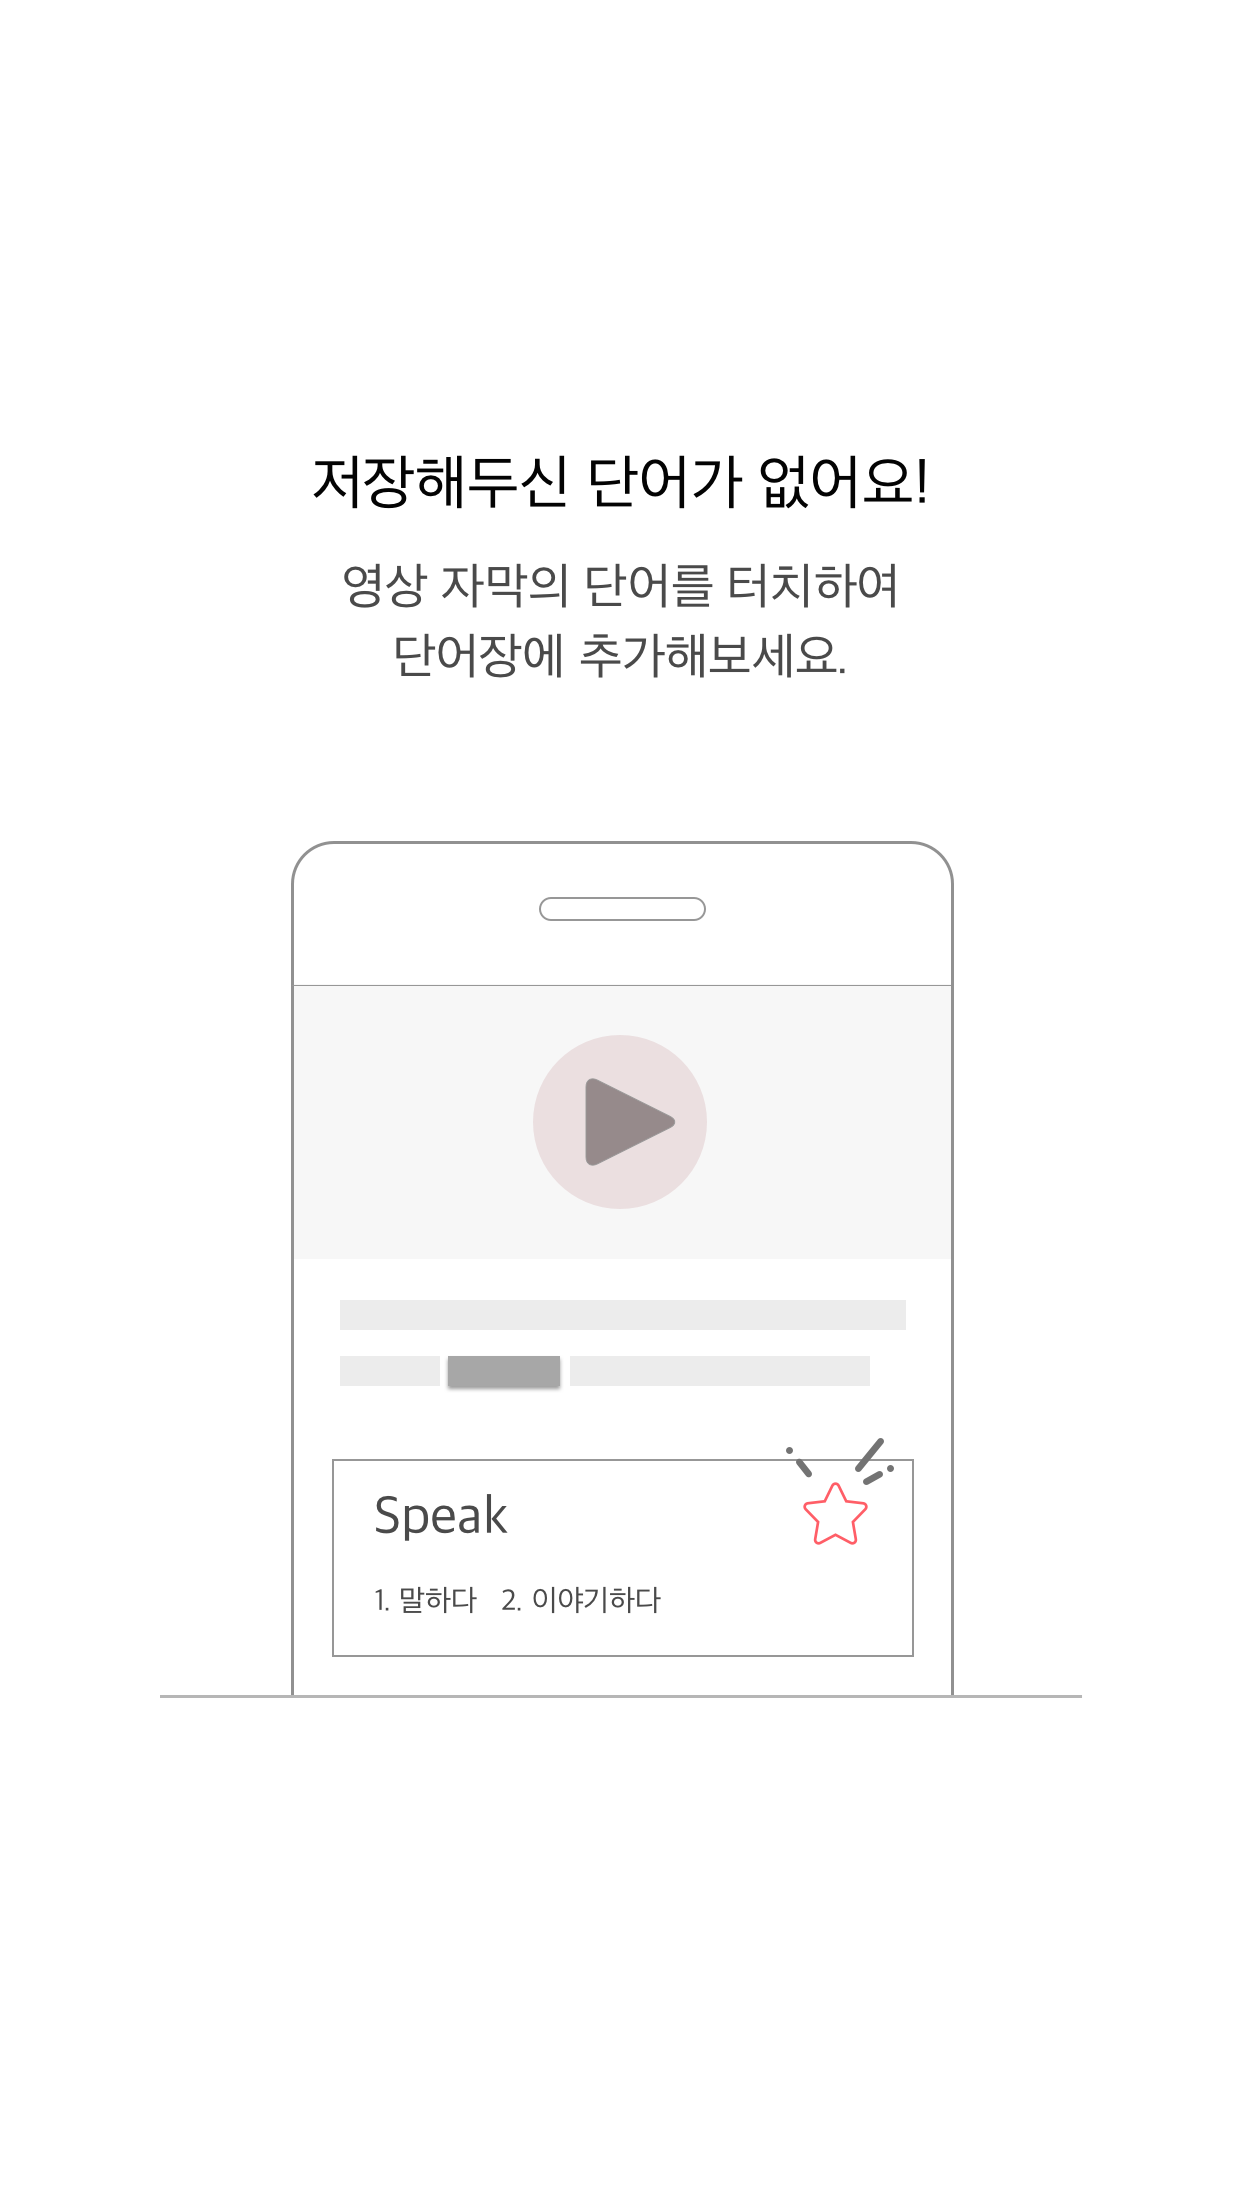 저장해두신 단어가 없어요!
영상 자막의 단어를 터치하여
단어장에 추가해보세요.
Speak
1. 말하다 2. 이야기하다